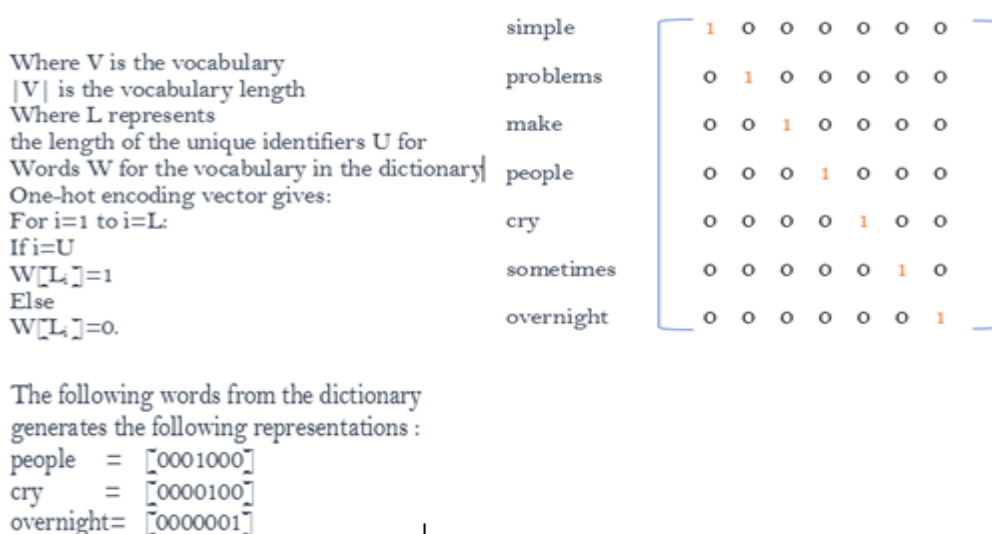 Where V is the vocabulary
|V| is the vocabulary length
Where L represents
the length of the unique identifiers U for
Words W for the vocabulary in the dictionary
One-hot encoding vector gives:
For i=1 to i=L:
If i=U
W[Lᵢ]=1
Else
W[Lᵢ]=0.
The following words from the dictionary
generates the following representations :
people = [0001000]
cry = [0000100]
overnight= [0000001]
simple 1 0 0 0 0 0 0
problems 0 1 0 0 0 0 0
make 0 0 1 0 0 0 0
people 0 0 0 1 0 0 0
cry 0 0 0 0 1 0 0
sometimes 0 0 0 0 0 1 0
overnight 0 0 0 0 0 0 1